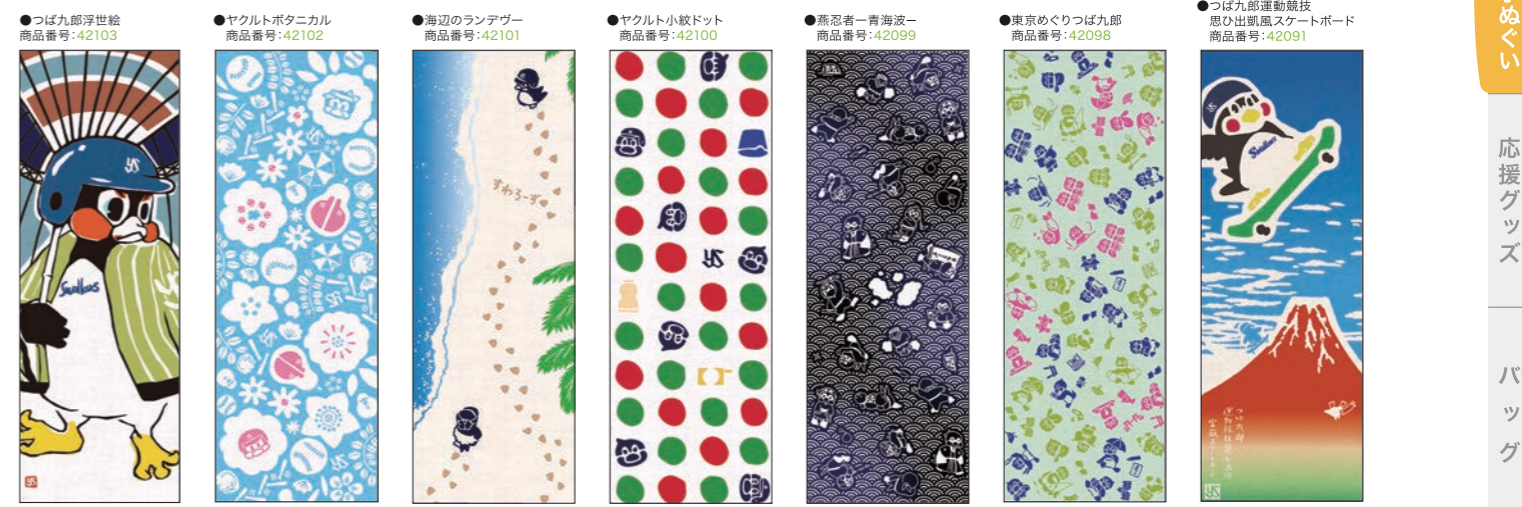 ●つば九郎浮世絵
商品番号:42103
●ヤクルトボタニカル
商品番号:42102
●海辺のランデヴー
商品番号:42101
●ヤクルト小紋ドット
商品番号:42100
●燕忍者ー青海波ー
商品番号:42099
●東京めぐりつば九郎
商品番号:42098
●つば九郎運動競技
思ひ出凱風スケートボード
商品番号:42091
Swallows
すわろーず
Swallows
ぬぐい
応援グッズ
バッグ